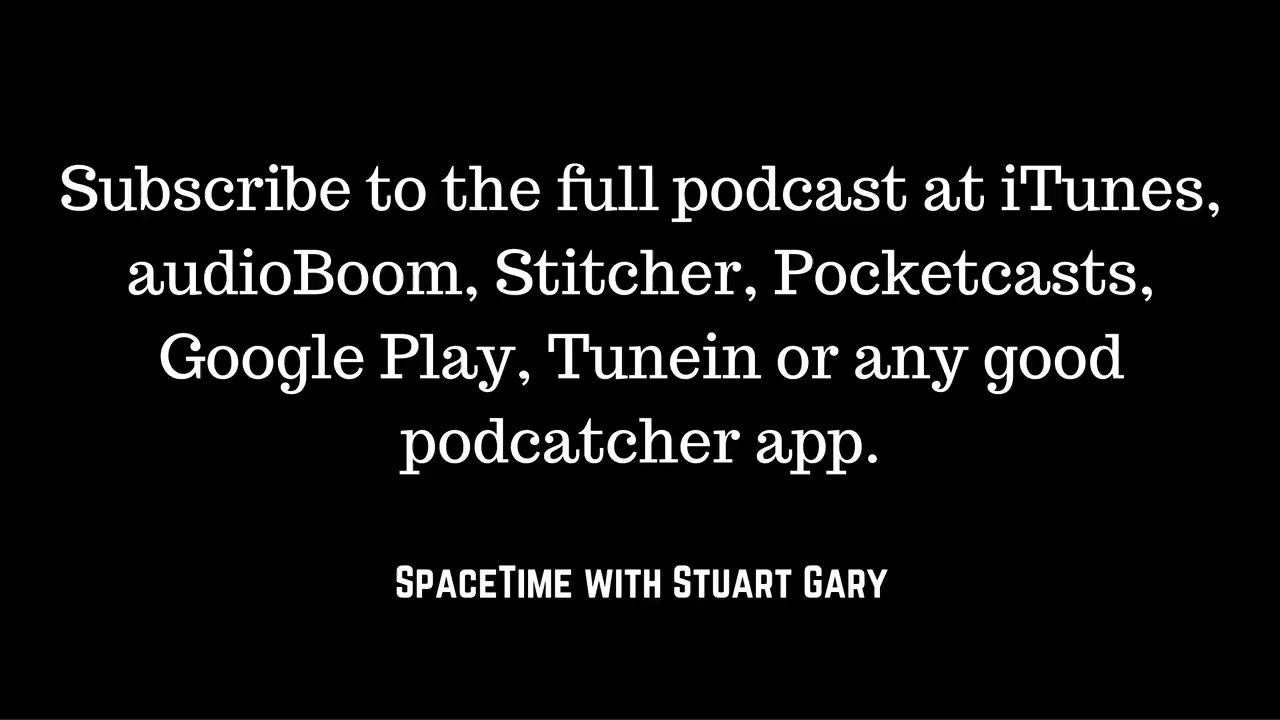 Subscribe to the full podcast at iTunes,
audioBoom, Stitcher, Pocketcasts,
Google Play, Tunein or any good
podcatcher app.
SpaceTime with Stuart Gary